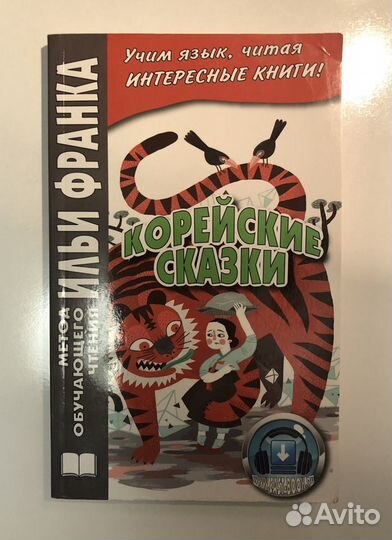 Учим язык, читая
ИНТЕРЕСНЫЕ КНИГИ!
КОРЕЙСКИЕ
СКАЗКИ
МЕТОД
ОБУЧАЮЩЕГО
ЧТЕНИЯ
ИЛЬИ ФРАНКА
Avito